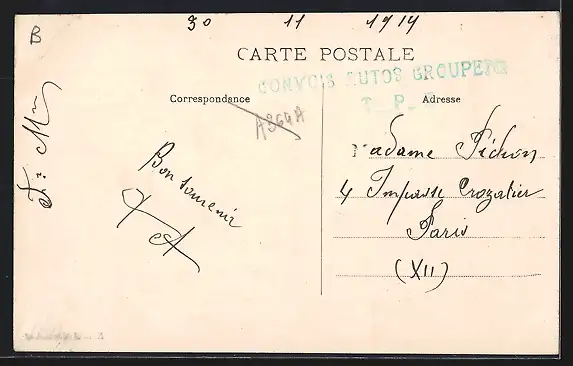 B
30 11 1914
CARTE POSTALE
CONVOIS AUTOS GROUPE
T. P.
Correspondance
Adresse
A364A
Bon souvenir
Madame Pichon
4 Impasse Crozatier
Paris
(XII)